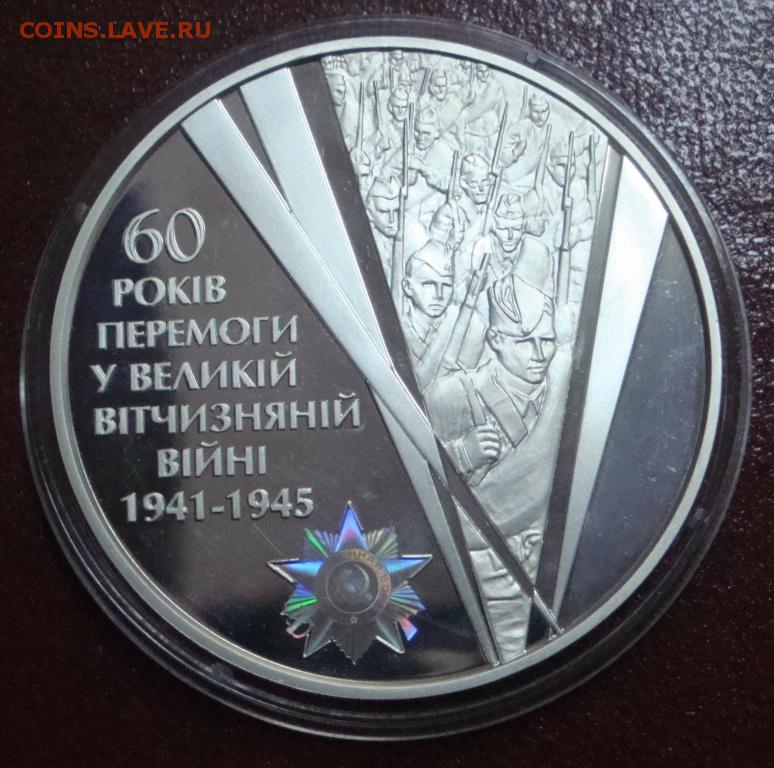 COINS.LAVE.RU
60
РОКІВ
ПЕРЕМОГИ
У ВЕЛИКІЙ
ВІТЧИЗНЯНІЙ
ВІЙНІ
1941-1945